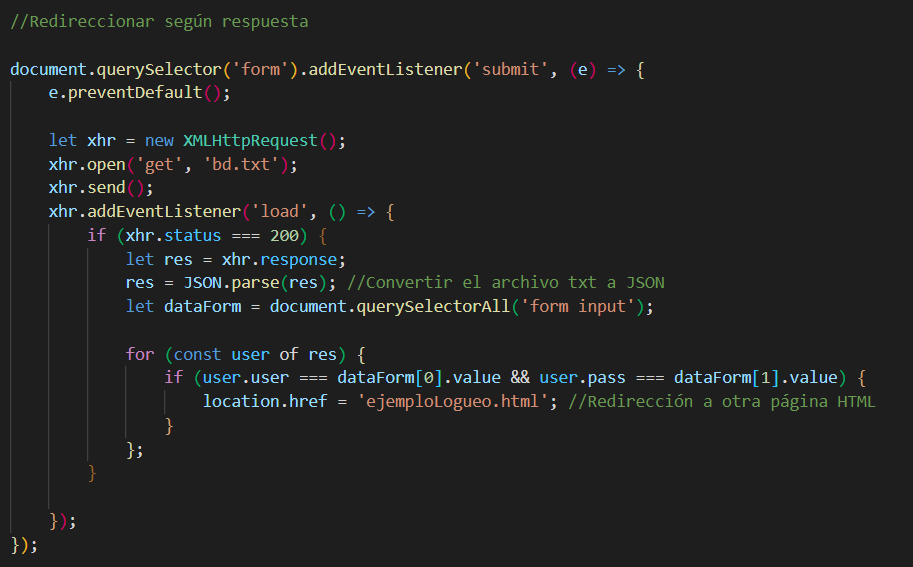 //Redireccionar según respuesta
document.querySelector('form').addEventListener('submit', (e) => {
e.preventDefault();
let xhr = new XMLHttpRequest();
xhr.open('get', 'bd.txt');
xhr.send();
xhr.addEventListener('load', () => {
if (xhr.status === 200) {
let res = xhr.response;
res = JSON.parse(res); //Convertir el archivo txt a JSON
let dataForm = document.querySelectorAll('form input');
for (const user of res) {
if (user.user === dataForm[0].value && user.pass === dataForm[1].value) {
location.href = 'ejemploLogueo.html'; //Redirección a otra página HTML
}
};
}
});
});